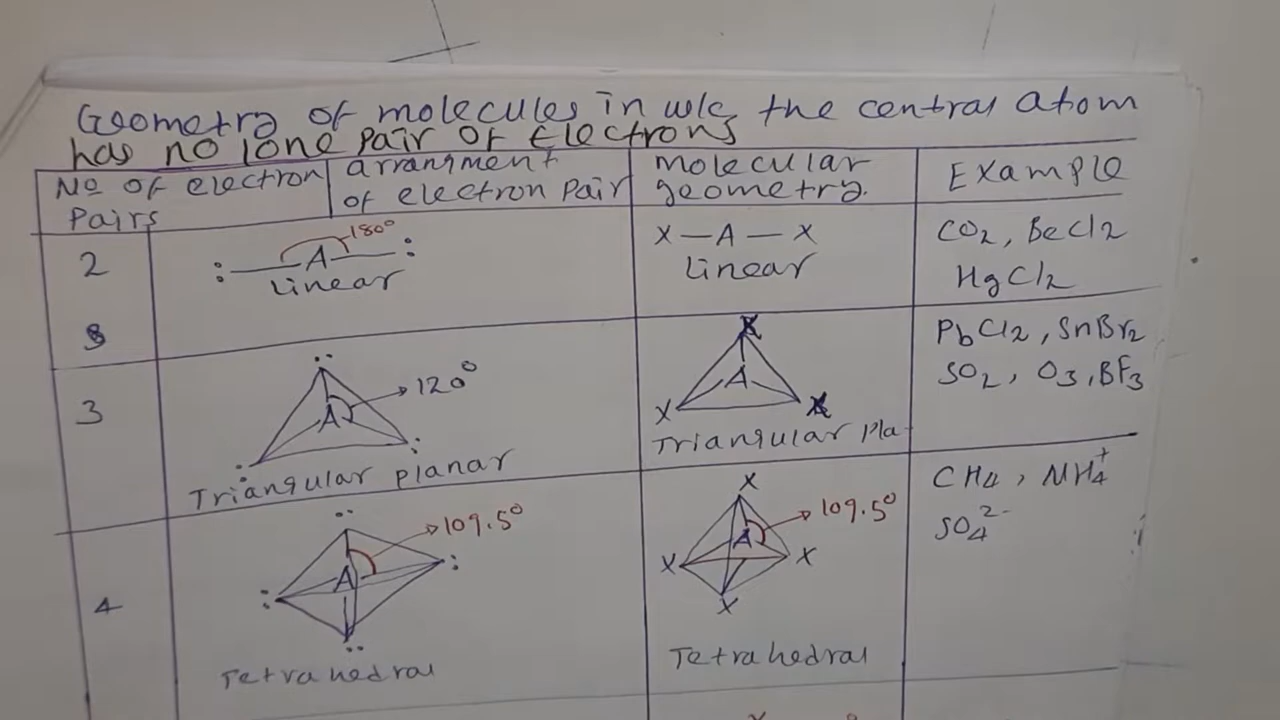 Geometry of molecules in w/c the central atom
has no lone pair of electrons
No of electron Pairs
arrangment of electron Pair
molecular geometry.
Example
2
: —A— :
180°
Linear
X—A—X
Linear
CO2, BeCl2
HgCl2
3
A
120°
Triangular planar
X
A
X
X
Triangular Pla
PbCl2, SnBr2
SO2, O3, BF3
4
A
109.5°
Tetrahedral
X
A
109.5°
X
X
X
Tetrahedral
CH4, NH4+
SO4 2-